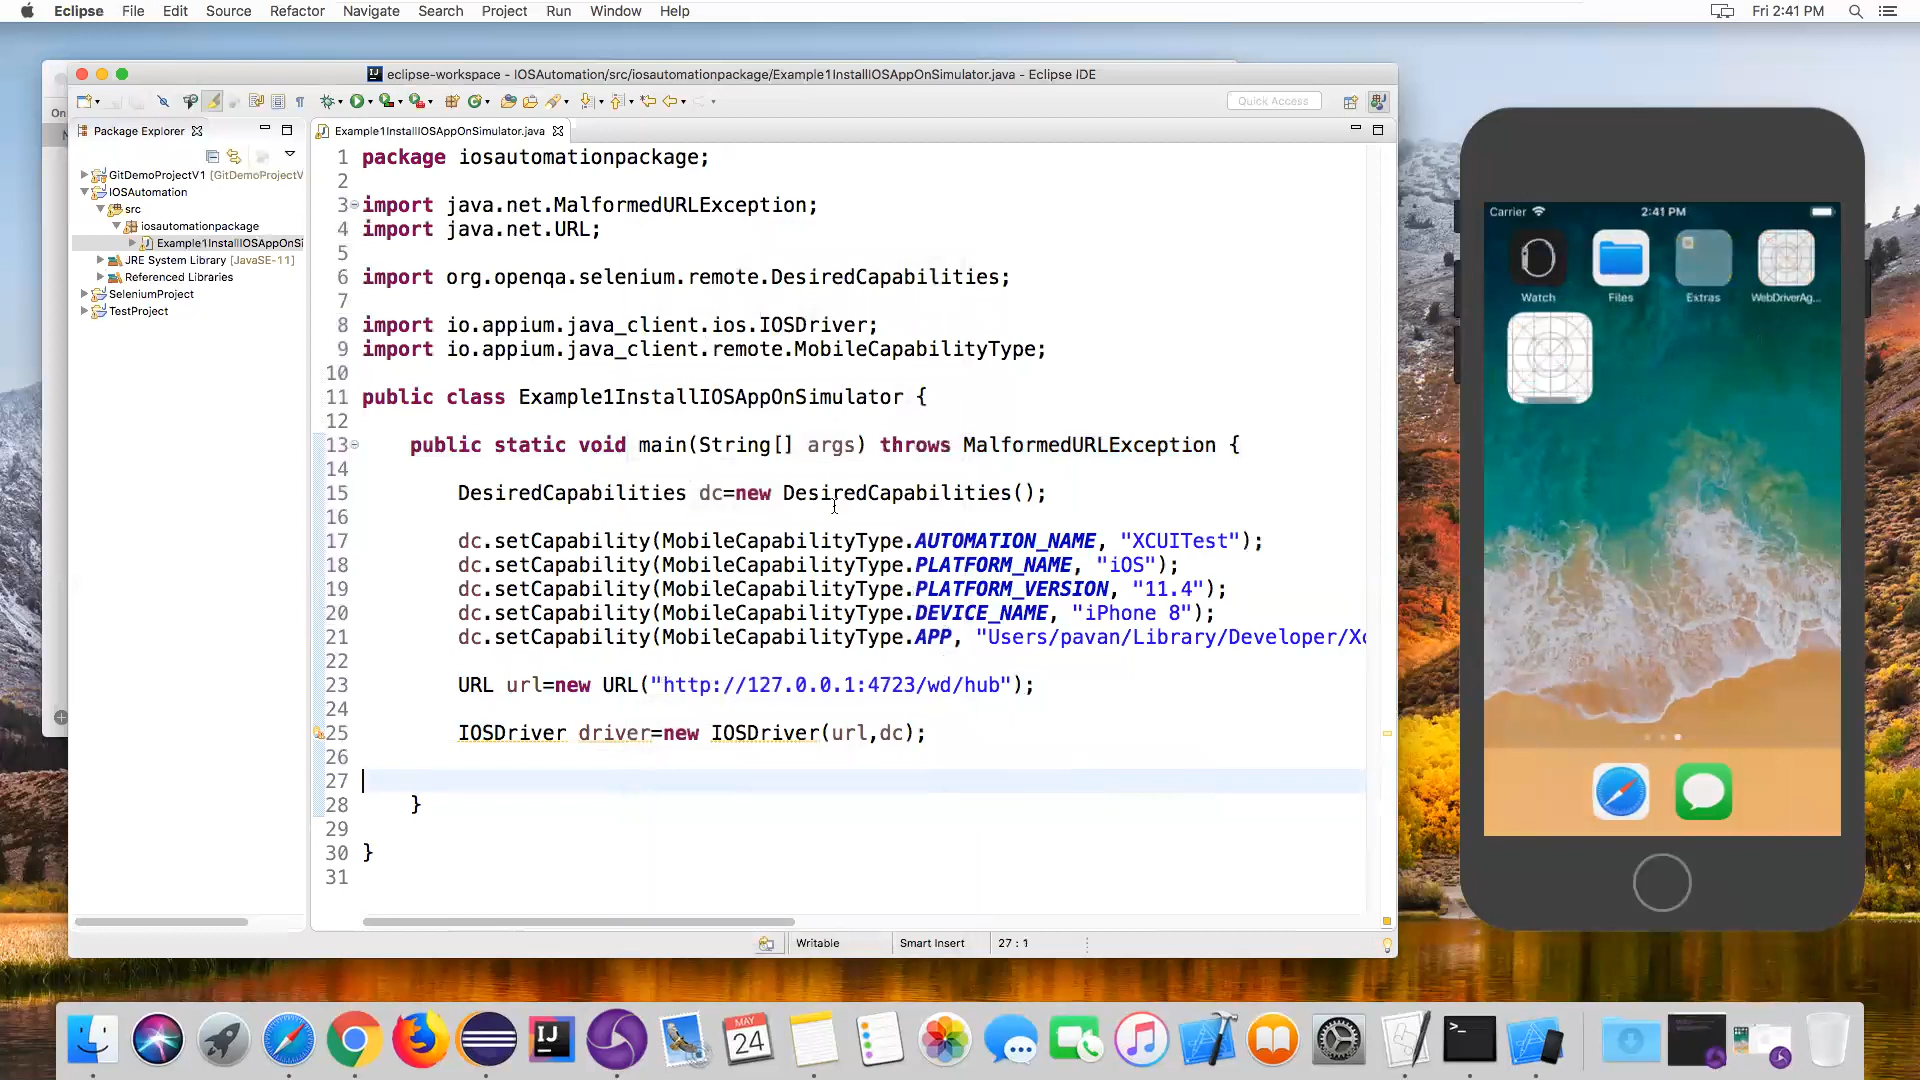 Eclipse File Edit Source Refactor Navigate Search Project Run Window Help Fri 2:41 PM
eclipse-workspace - IOSAutomation/src/iosautomationpackage/Example1InstallIOSAppOnSimulator.java - Eclipse IDE
On
Quick Access
Package Explorer
GitDemoProjectV1 [GitDemoProjectV
IOSAutomation
src
iosautomationpackage
Example1InstallIOSAppOnSi
JRE System Library [JavaSE-11]
Referenced Libraries
SeleniumProject
TestProject
Example1InstallIOSAppOnSimulator.java
1 package iosautomationpackage;
2
3 import java.net.MalformedURLException;
4 import java.net.URL;
5
6 import org.openqa.selenium.remote.DesiredCapabilities;
7
8 import io.appium.java_client.ios.IOSDriver;
9 import io.appium.java_client.remote.MobileCapabilityType;
10
11 public class Example1InstallIOSAppOnSimulator {
12
13 public static void main(String[] args) throws MalformedURLException {
14
15 DesiredCapabilities dc=new DesiredCapabilities();
16
17 dc.setCapability(MobileCapabilityType.AUTOMATION_NAME, "XCUITest");
18 dc.setCapability(MobileCapabilityType.PLATFORM_NAME, "iOS");
19 dc.setCapability(MobileCapabilityType.PLATFORM_VERSION, "11.4");
20 dc.setCapability(MobileCapabilityType.DEVICE_NAME, "iPhone 8");
21 dc.setCapability(MobileCapabilityType.APP, "Users/pavan/Library/Developer/Xc
22
23 URL url=new URL("http://127.0.0.1:4723/wd/hub");
24
25 IOSDriver driver=new IOSDriver(url,dc);
26
27
28 }
29
30 }
31
Writable Smart Insert 27 : 1
Carrier 2:41 PM
Watch Files Extras WebDriverAg...
MAY
24
IJ
>_